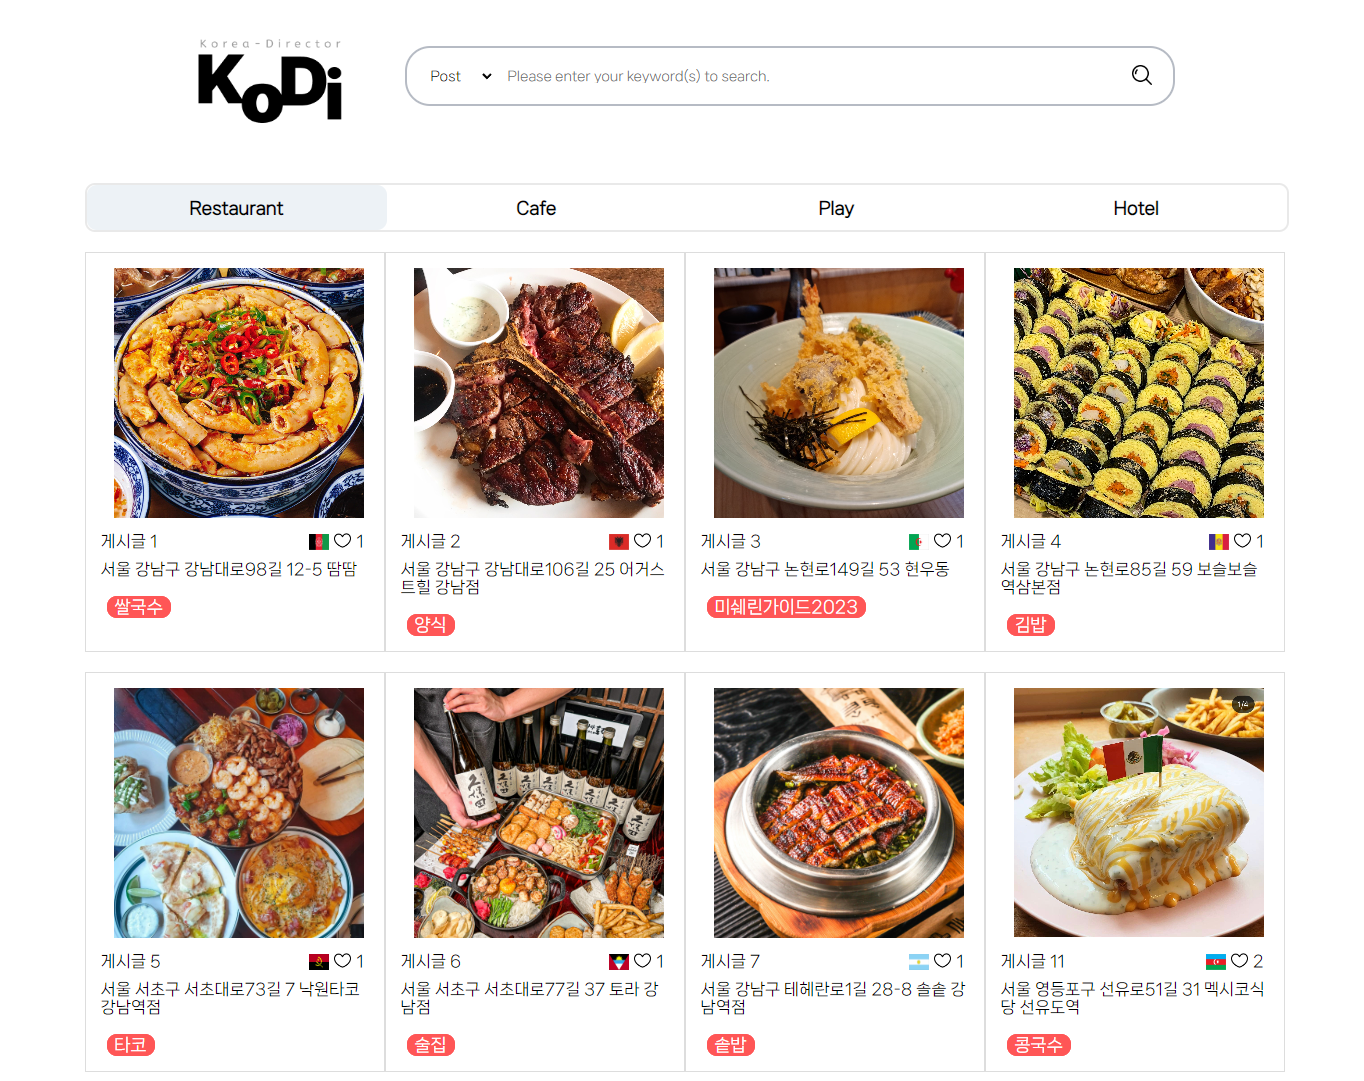 Korea-Director
KoDi
Post
Please enter your keyword(s) to search.
Restaurant
Cafe
Play
Hotel
게시글 1
1
서울 강남구 강남대로98길 12-5 땀땀
쌀국수
게시글 2
1
서울 강남구 강남대로106길 25 어거스
트힐 강남점
양식
게시글 3
1
서울 강남구 논현로149길 53 현우동
미쉐린가이드2023
게시글 4
1
서울 강남구 논현로85길 59 보슬보슬
역삼본점
김밥
게시글 5
1
서울 서초구 서초대로73길 7 낙원타코
강남역점
타코
게시글 6
1
서울 서초구 서초대로77길 37 토라 강
남점
술집
게시글 7
1
서울 강남구 테헤란로1길 28-8 솔솥 강
남역점
솥밥
1/4
게시글 11
2
서울 영등포구 선유로51길 31 멕시코식
당 선유도역
콩국수